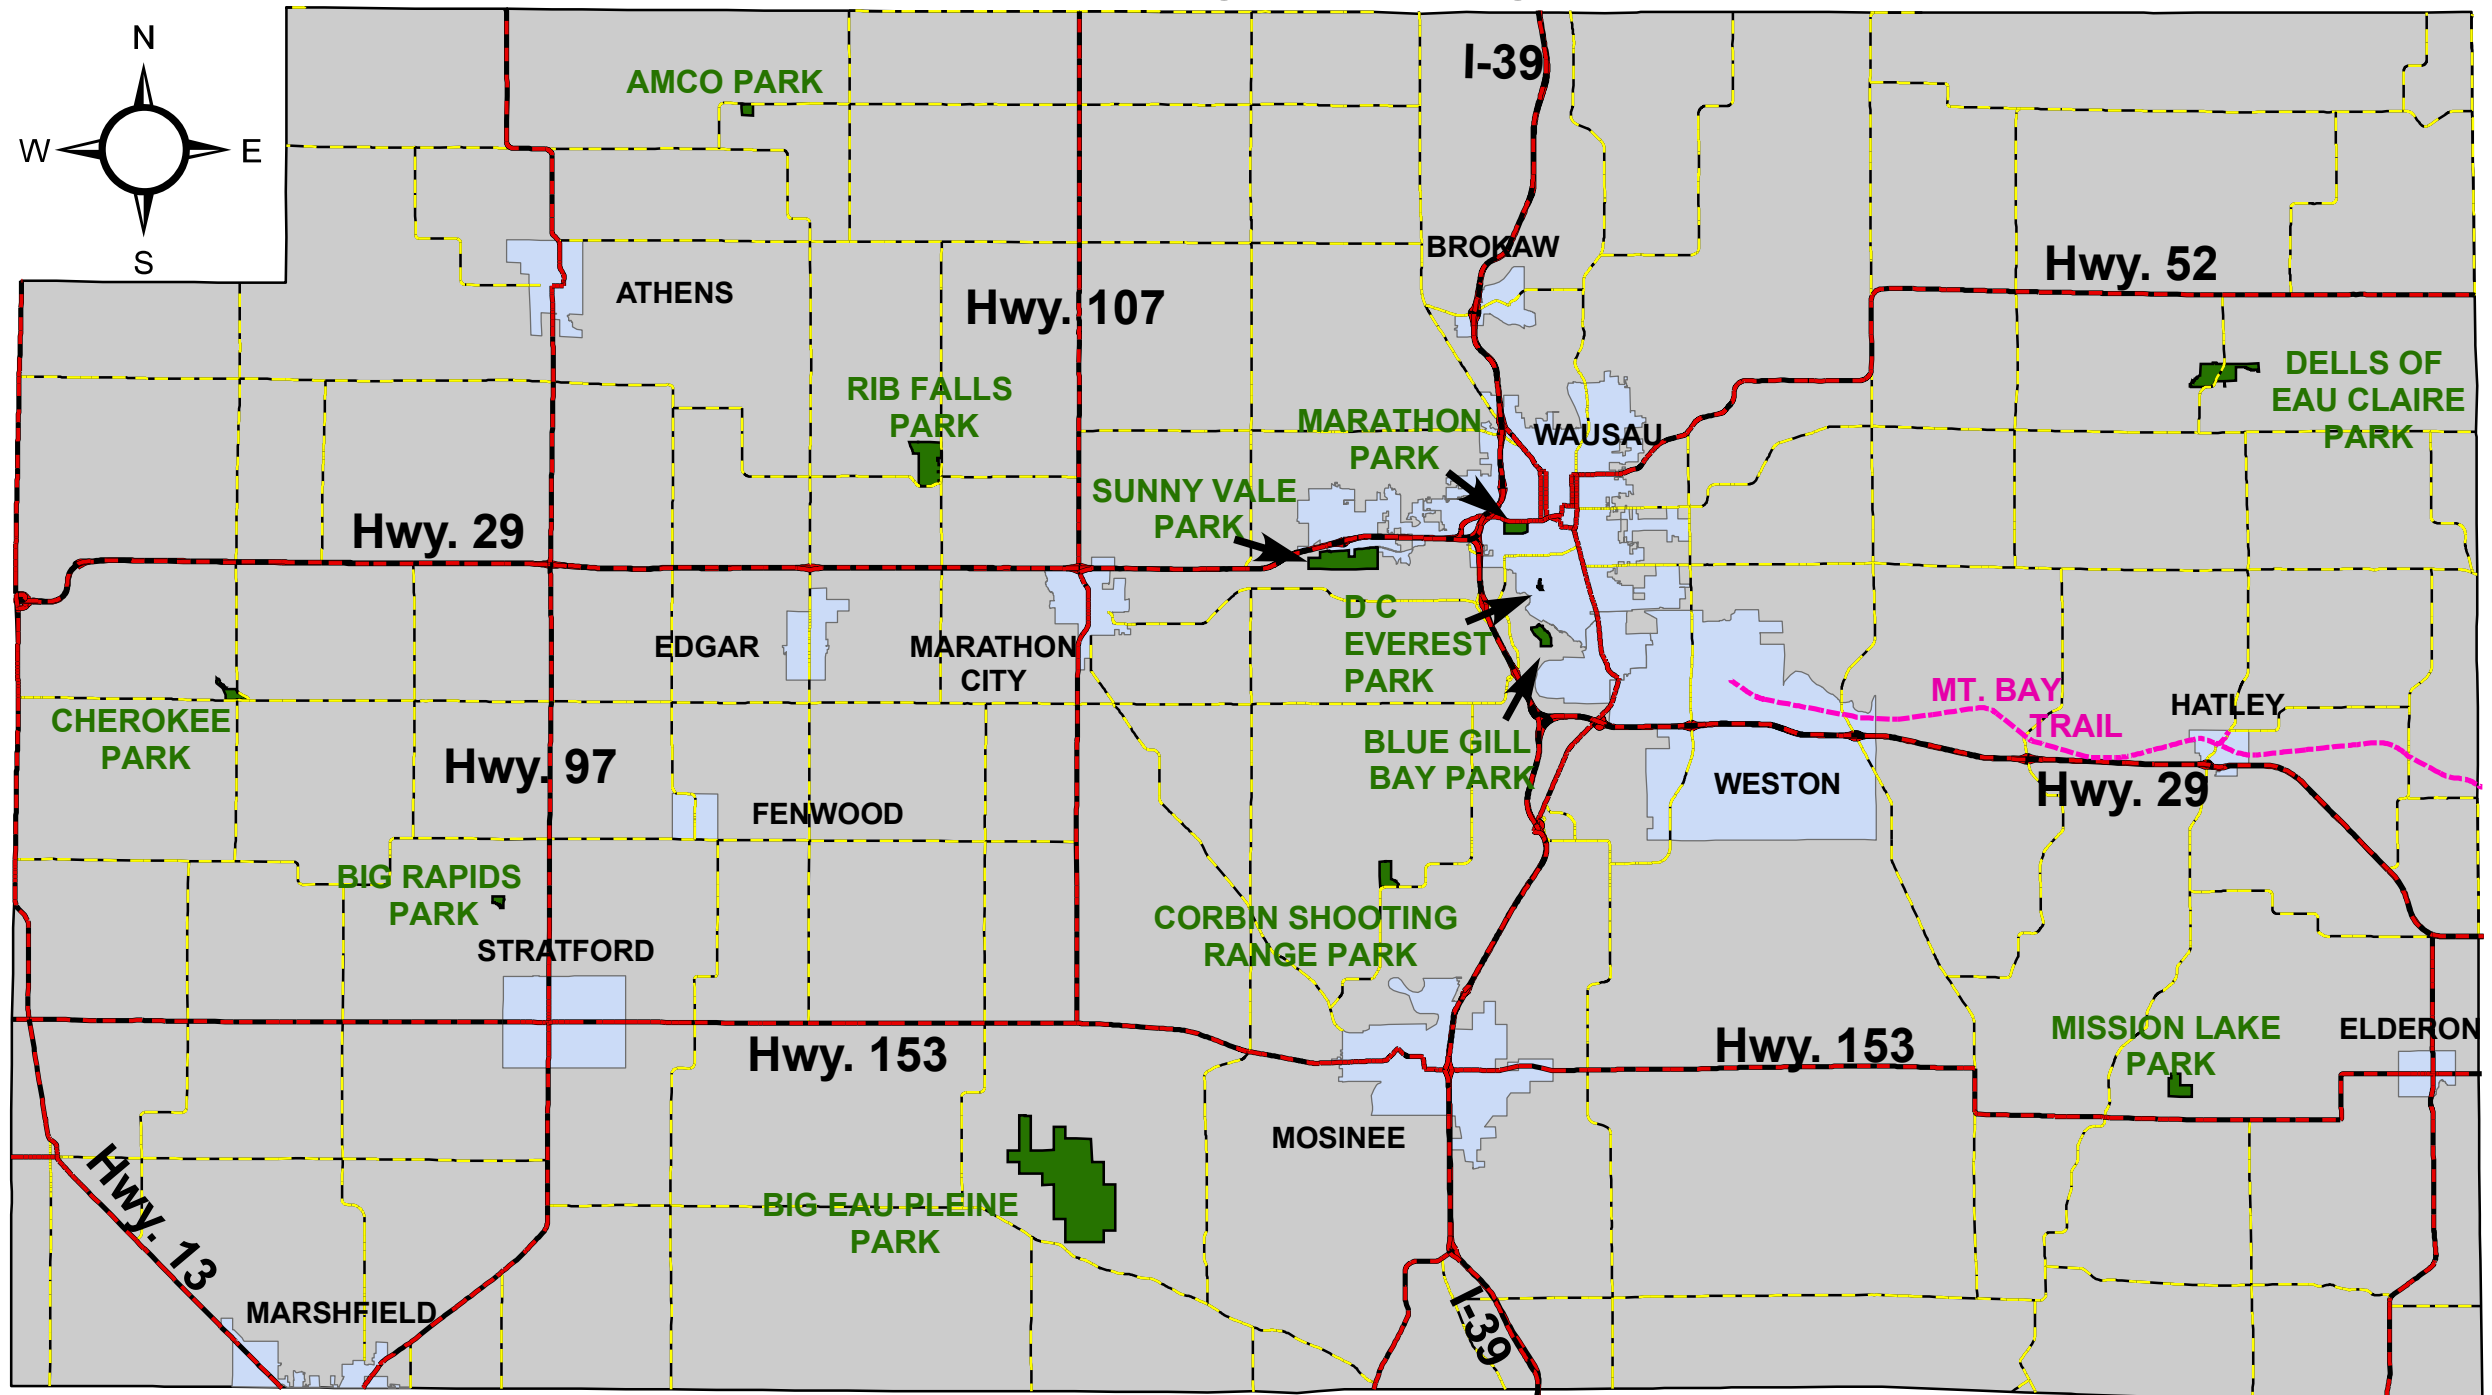 N
W
E
S
AMCO PARK
I-39
BROKAW
Hwy. 52
ATHENS
Hwy. 107
DELLS OF
EAU CLAIRE
PARK
RIB FALLS
PARK
MARATHON
PARK
WAUSAU
SUNNY VALE
PARK
Hwy. 29
D C
EVEREST
PARK
EDGAR
MARATHON
CITY
MT. BAY
TRAIL
HATLEY
CHEROKEE
PARK
Hwy. 97
BLUE GILL
BAY PARK
WESTON
Hwy. 29
FENWOOD
BIG RAPIDS
PARK
CORBIN SHOOTING
RANGE PARK
STRATFORD
Hwy. 153
Hwy. 153
MISSION LAKE
PARK
ELDERON
MOSINEE
Hwy. 13
BIG EAU PLEINE
PARK
MARSHFIELD
I-39